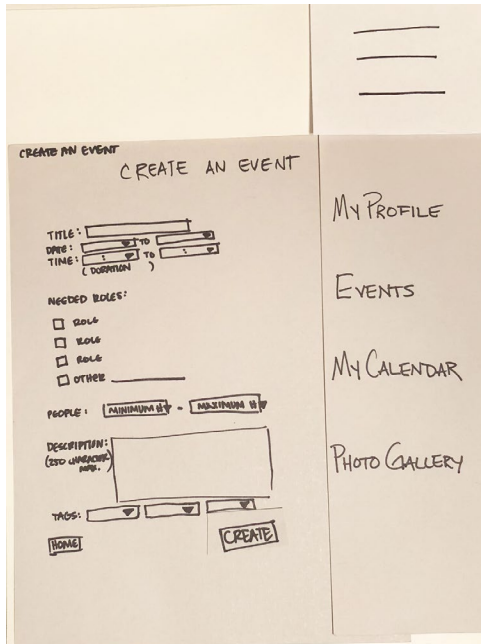 CREATE AN EVENT
CREATE AN EVENT
TITLE:
DATE: TO
TIME: : TO :
(DURATION )
NEEDED ROLES:
ROLE
ROLE
ROLE
OTHER
PEOPLE: MINIMUM # - MAXIMUM #
DESCRIPTION:
(250 CHARACTER
MAX.
TAGS:
HOME
CREATE
MY PROFILE
EVENTS
MY CALENDAR
PHOTO GALLERY